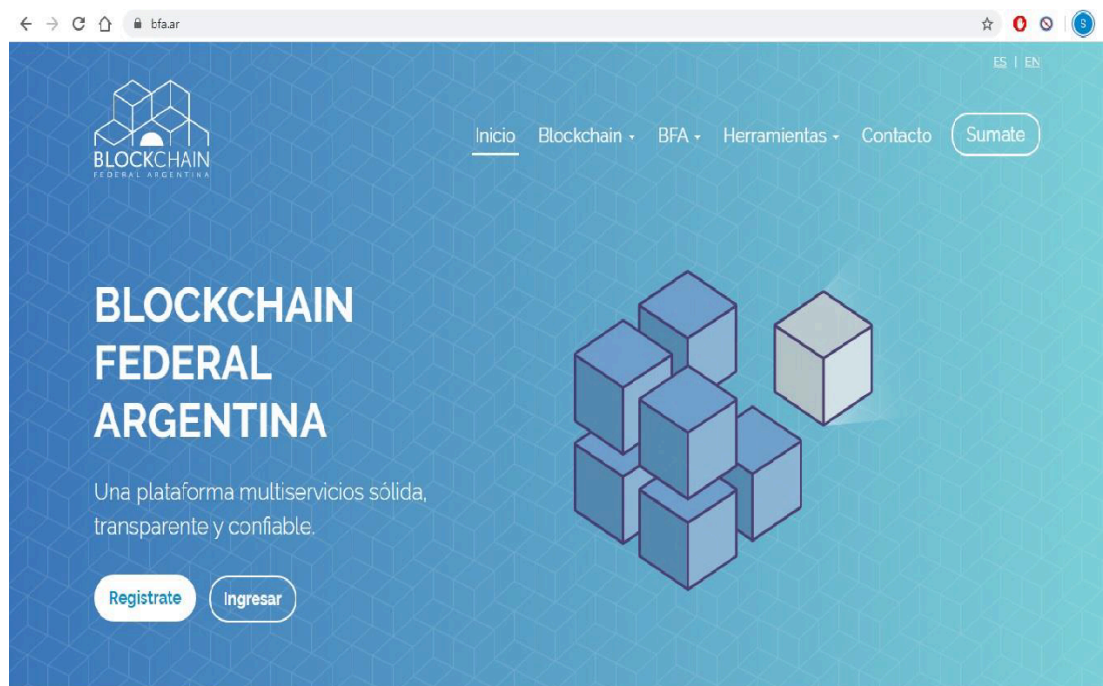 bfa.ar
S
ES | EN
BLOCKCHAIN
FEDERAL ARGENTINA
Inicio Blockchain BFA Herramientas Contacto Sumate
BLOCKCHAIN
FEDERAL
ARGENTINA
Una plataforma multiservicios sólida,
transparente y confiable.
Registrate Ingresar